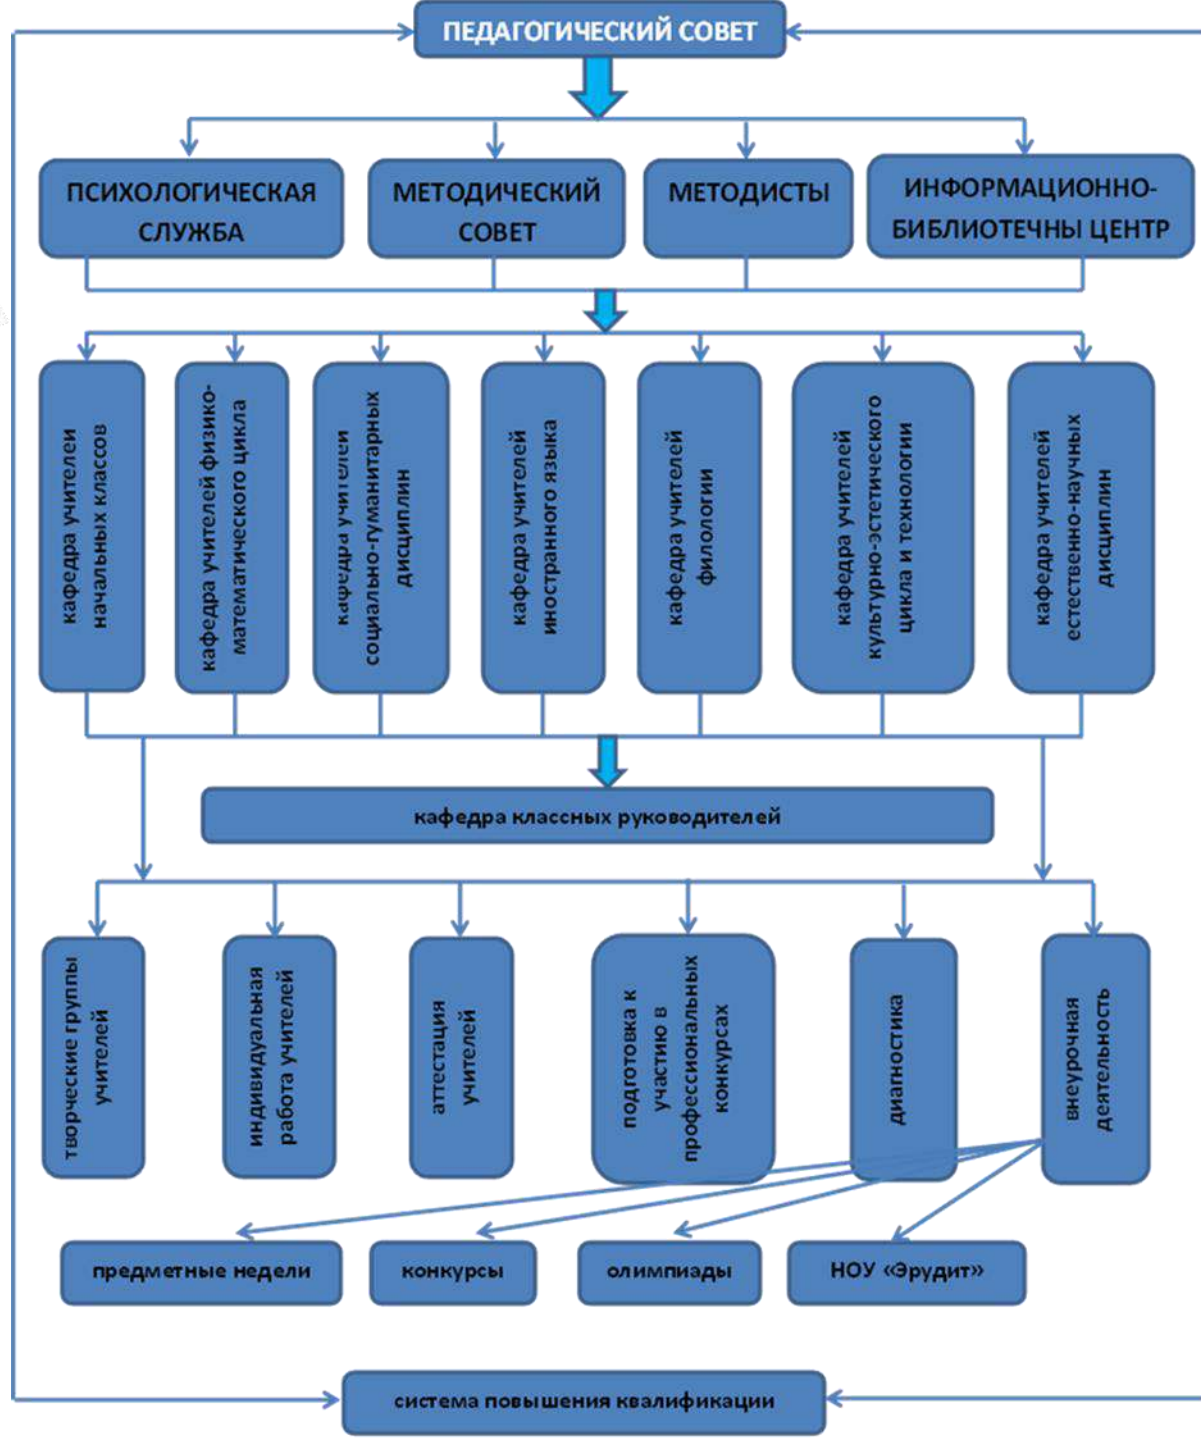 ПЕДАГОГИЧЕСКИЙ СОВЕТ
ПСИХОЛОГИЧЕСКАЯ
СЛУЖБА
МЕТОДИЧЕСКИЙ
СОВЕТ
МЕТОДИСТЫ
ИНФОРМАЦИОННО-
БИБЛИОТЕЧНЫ ЦЕНТР
кафедра учителей
начальных классов
кафедра учителей физико-
математического цикла
кафедра учителей
социально-гуманитарных
дисциплин
кафедра учителей
иностранного языка
кафедра учителей
филологии
кафедра учителей
культурно-эстетического
цикла и технологии
кафедра учителей
естественно-научных
дисциплин
кафедра классных руководителей
творческие группы
учителей
индивидуальная
работа учителей
аттестация
учителей
подготовка к
участию в
профессиональных
конкурсах
диагностика
внеурочная
деятельность
предметные недели
конкурсы
олимпиады
НОУ «Эрудит»
система повышения квалификации